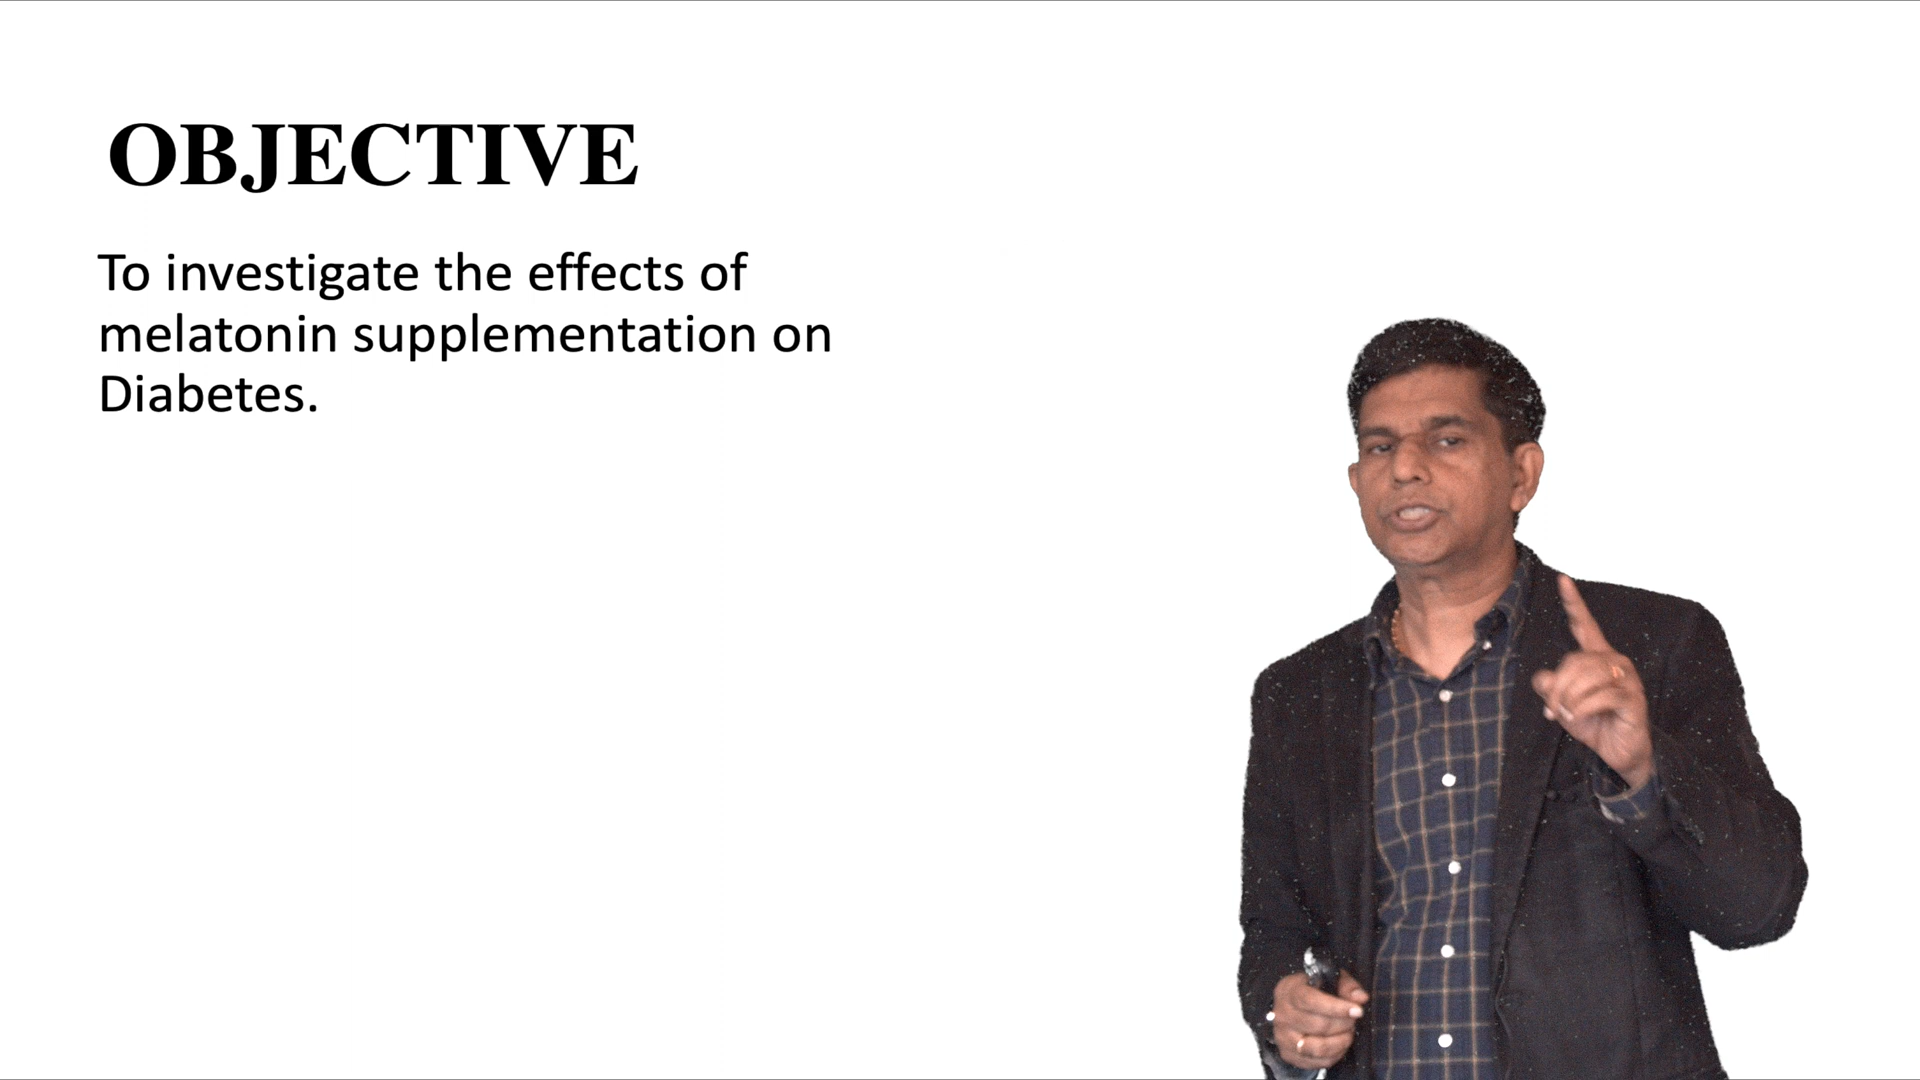 OBJECTIVE
To investigate the effects of
melatonin supplementation on
Diabetes.